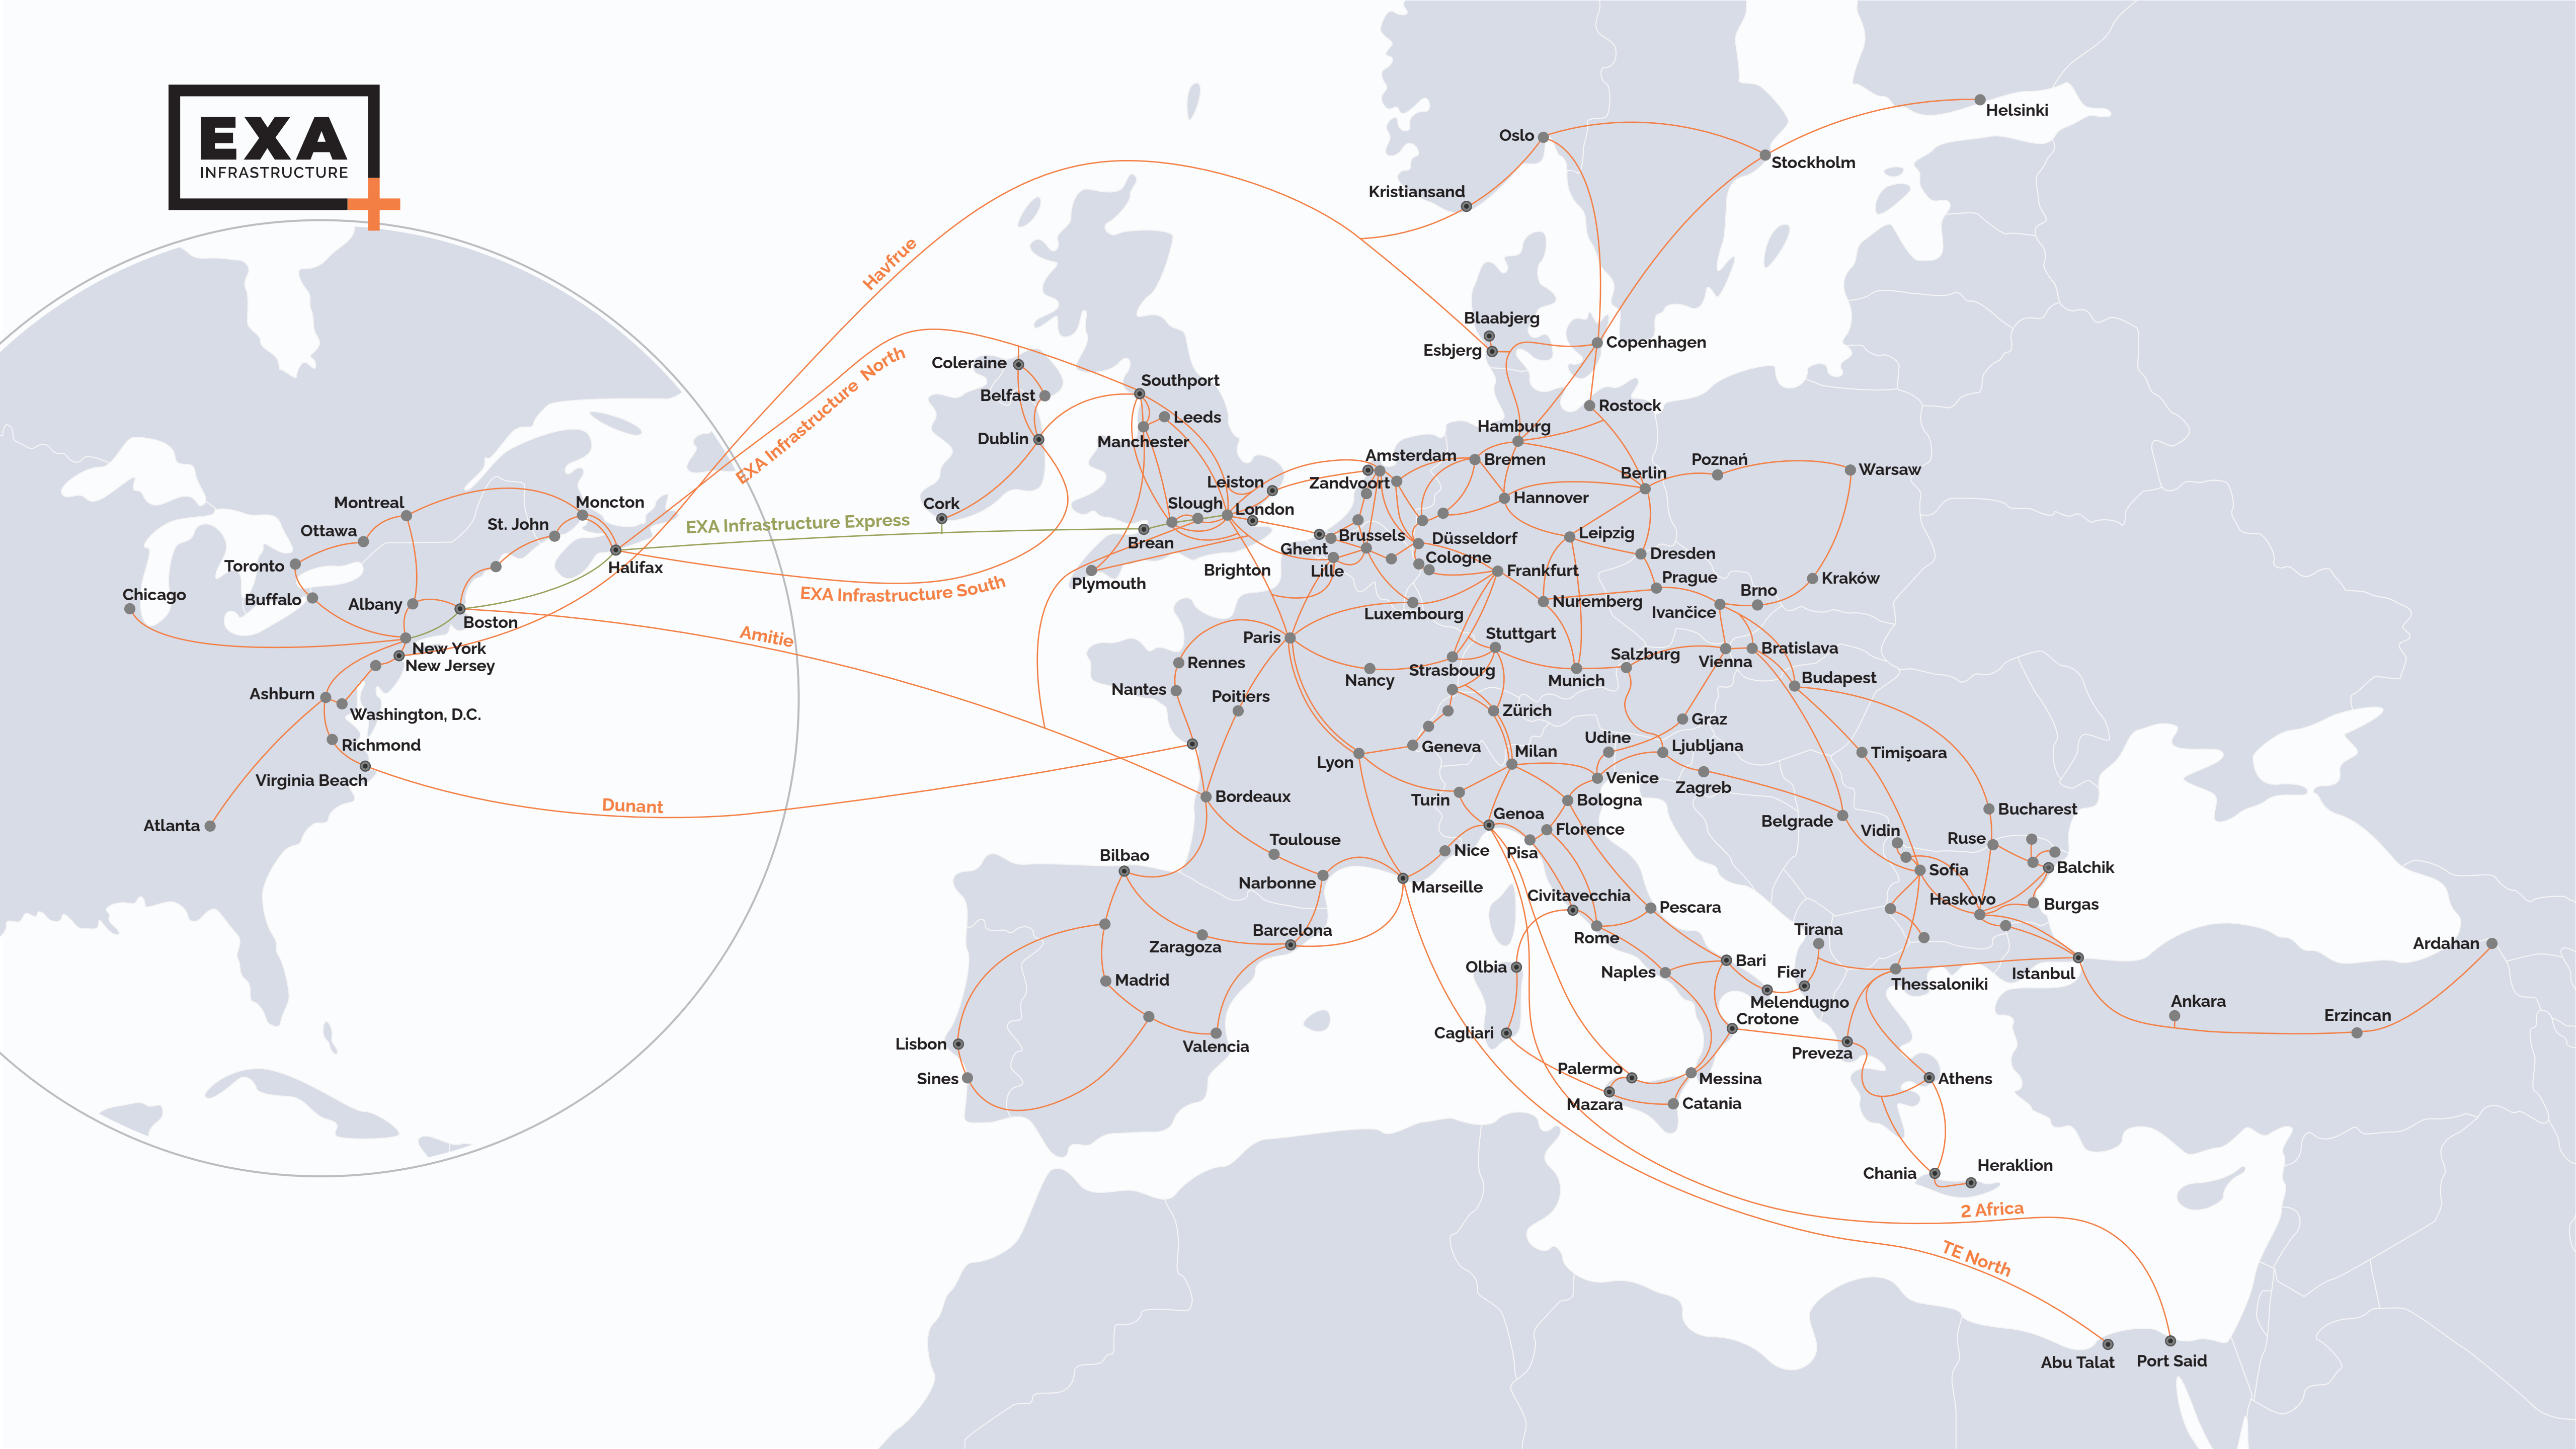 EXA
INFRASTRUCTURE
Helsinki
Oslo
Stockholm
Kristiansand
Havfrue
Blaabjerg
Esbjerg
Copenhagen
EXA Infrastructure North
Coleraine
Southport
Belfast
Leeds
Rostock
Dublin
Manchester
Hamburg
Amsterdam
Bremen
Poznań
Warsaw
Berlin
Leiston
Zandvoort
Hannover
Montreal
Moncton
Cork
Slough
London
St. John
EXA Infrastructure Express
Ottawa
Brean
Brussels
Düsseldorf
Leipzig
Ghent
Cologne
Dresden
Toronto
Halifax
Plymouth
Brighton
Lille
Frankfurt
Prague
Kraków
EXA Infrastructure South
Chicago
Buffalo
Albany
Luxembourg
Nuremberg
Ivančice
Brno
Boston
Amitie
Paris
Stuttgart
New York
New Jersey
Rennes
Nancy
Strasbourg
Munich
Salzburg
Vienna
Bratislava
Ashburn
Nantes
Poitiers
Budapest
Washington, D.C.
Zürich
Graz
Richmond
Geneva
Milan
Udine
Ljubljana
Timişoara
Virginia Beach
Lyon
Venice
Zagreb
Dunant
Bordeaux
Turin
Bologna
Bucharest
Atlanta
Genoa
Florence
Belgrade
Vidin
Ruse
Toulouse
Nice
Pisa
Bilbao
Sofia
Balchik
Narbonne
Marseille
Civitavecchia
Pescara
Haskovo
Burgas
Zaragoza
Barcelona
Rome
Tirana
Ardahan
Olbia
Naples
Bari
Fier
Istanbul
Madrid
Thessaloniki
Melendugno
Ankara
Crotone
Erzincan
Lisbon
Valencia
Cagliari
Preveza
Sines
Palermo
Messina
Athens
Mazara
Catania
Chania
Heraklion
2 Africa
TE North
Abu Talat
Port Said